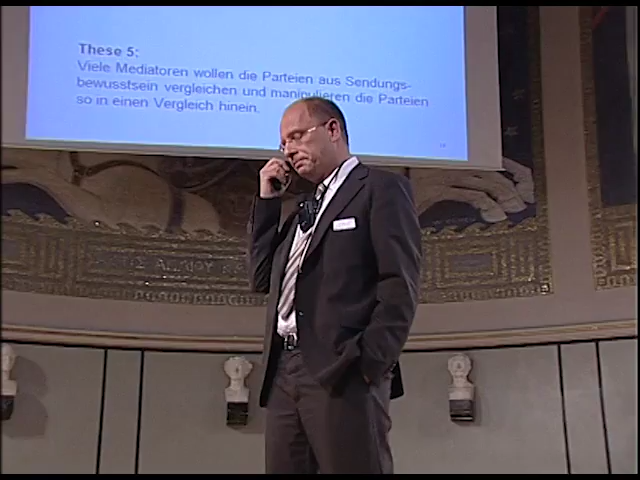 These 5:
Viele Mediatoren wollen die Parteien aus Sendungs-
bewusstsein vergleichen und manipulieren die Parteien
so in einen Vergleich hinein.